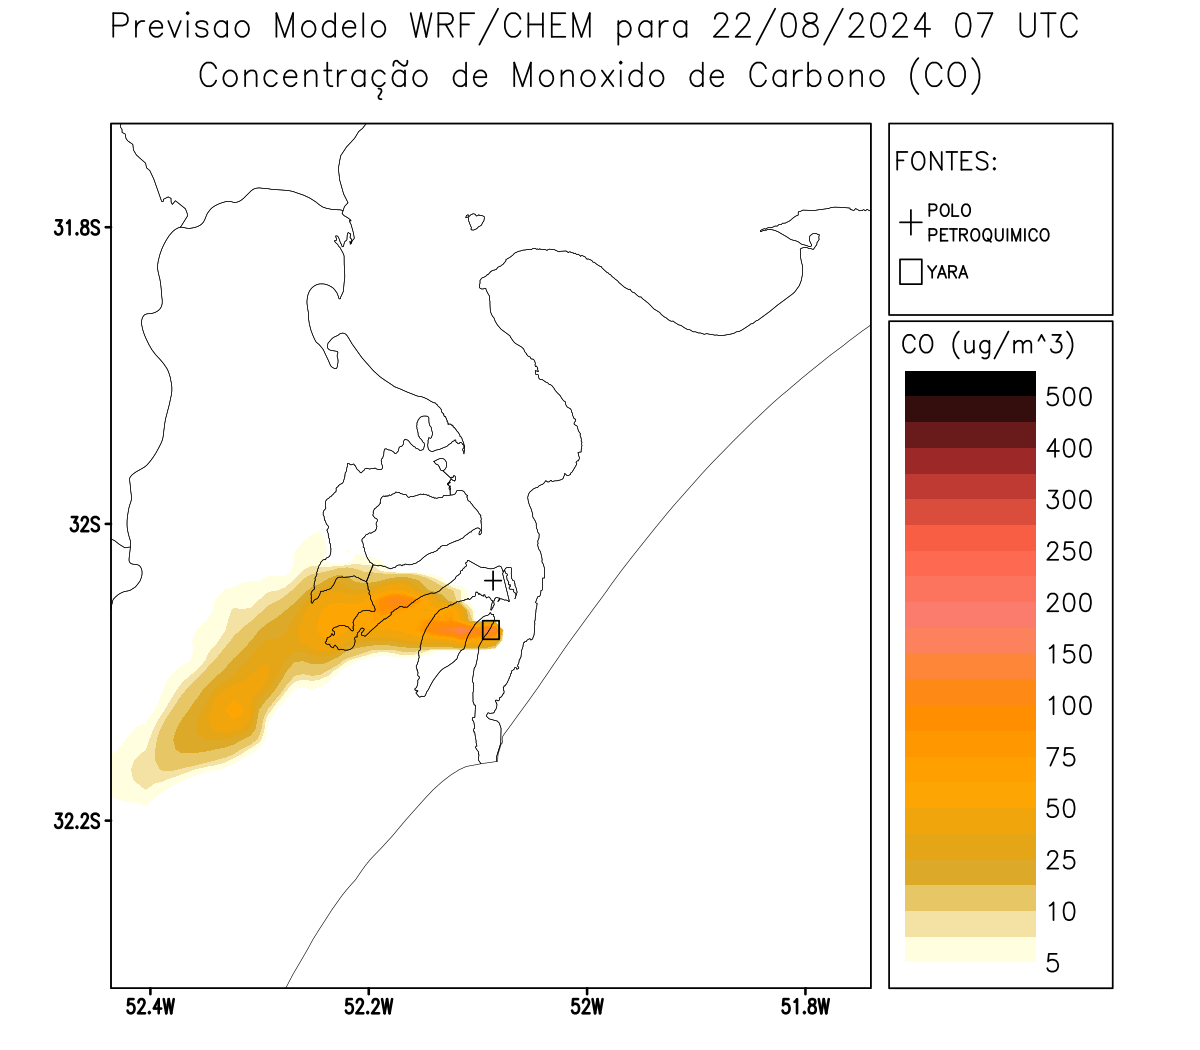 Previsao Modelo WRF/CHEM para 22/08/2024 07 UTC
Concentração de Monoxido de Carbono (CO)
FONTES:
POLO
PETROQUIMICO
YARA
CO (ug/m^3)
500
400
300
250
200
150
100
75
50
25
10
5
31.8S
32S
32.2S
52.4W
52.2W
52W
51.8W